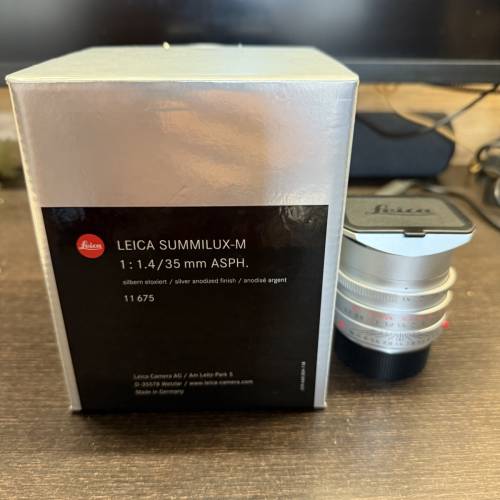 Leica
LEICA SUMMILUX-M
1 : 1.4/35 mm ASPH.
silbern eloxiert / silver anodized finish / anodisé argent
11 675
Leica Camera AG / Am Leitz-Park 5
D-35578 Wetzlar / www.leica-camera.com
Made in Germany
Leica